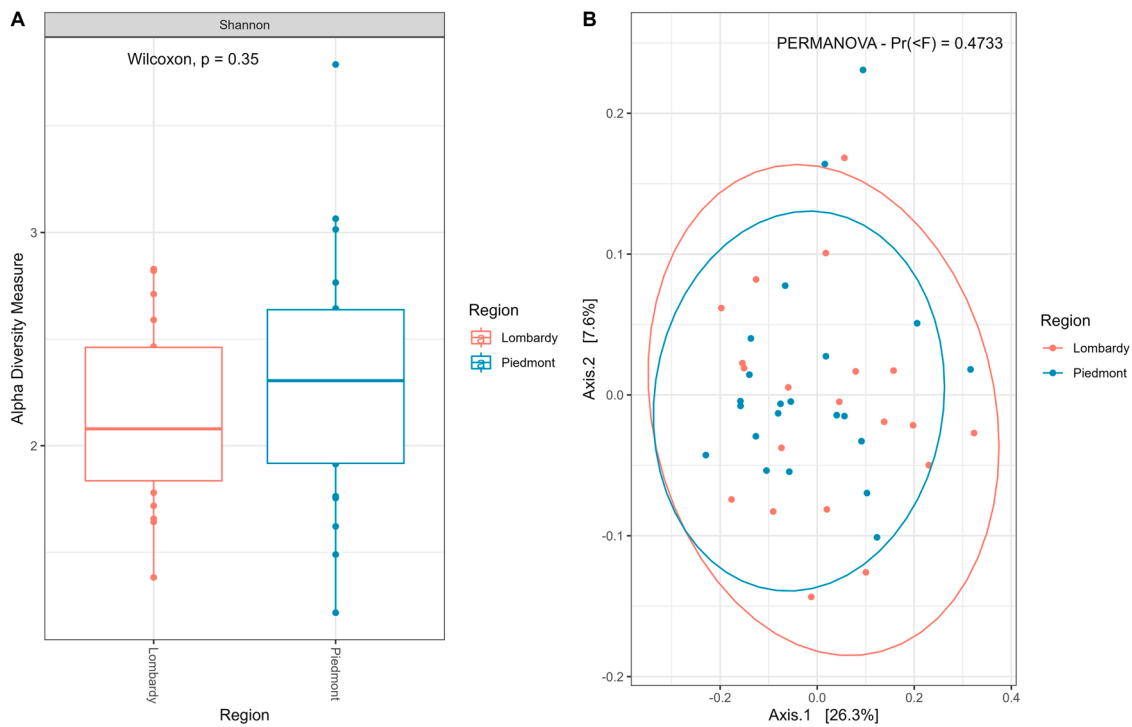 A
Shannon
Wilcoxon, p = 0.35
3
2
Alpha Diversity Measure
Lombardy
Piedmont
Region
Region
a
Lombardy
a
Piedmont
B
PERMANOVA - Pr(<F) = 0.4733
0.2
0.1
0.0
-0.1
-0.2
Axis.2 [7.6%]
-0.2
0.0
0.2
0.4
Axis.1 [26.3%]
Region
Lombardy
Piedmont